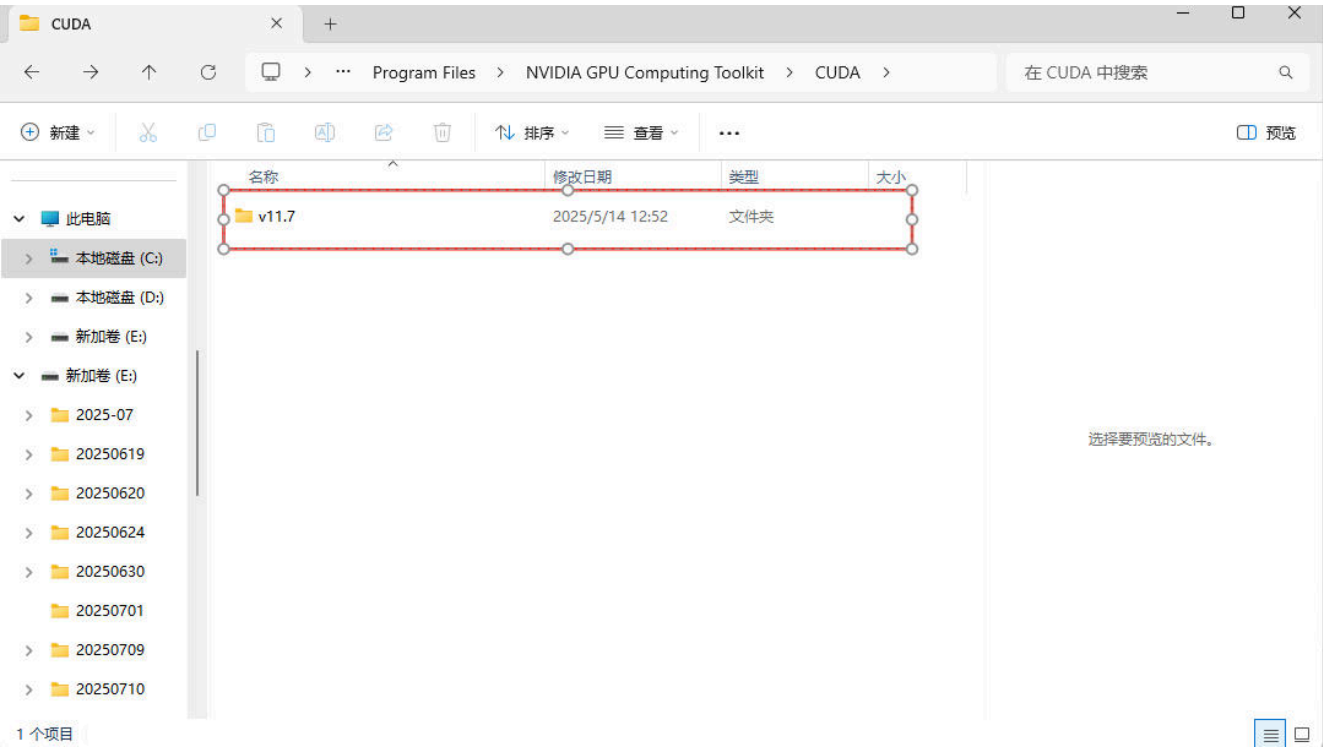 CUDA
··· Program Files > NVIDIA GPU Computing Toolkit > CUDA > 在 CUDA 中搜索
新建 排序 查看 ··· 预览
名称 修改日期 类型 大小
v11.7 2025/5/14 12:52 文件夹
此电脑
本地磁盘 (C:)
本地磁盘 (D:)
新加卷 (E:)
新加卷 (E:)
2025-07
20250619
20250620
20250624
20250630
20250701
20250709
20250710
选择要预览的文件。
1 个项目